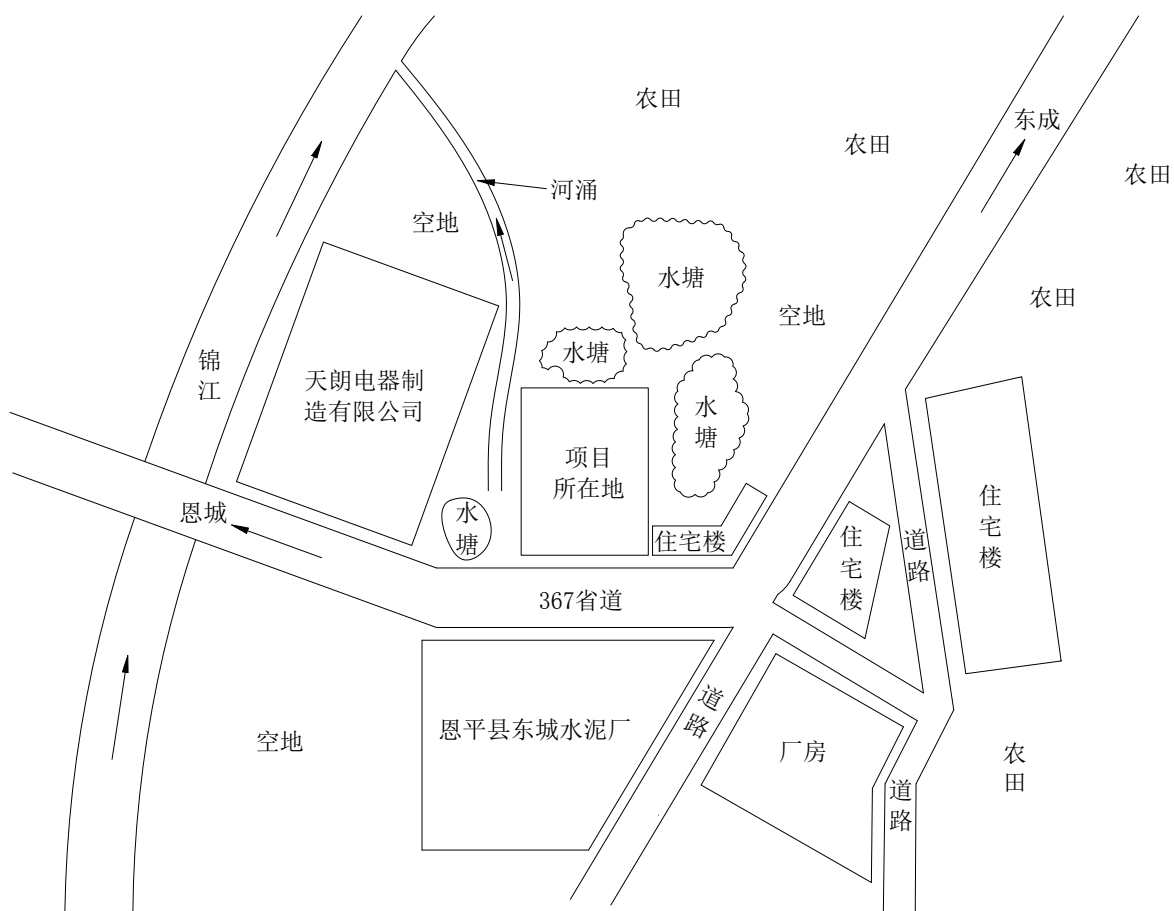 农田
东成
农田
农田
河涌
空地
水塘
农田
空地
水塘
锦江
天朗电器制
造有限公司
水塘
项目
所在地
住宅楼
恩城
水塘
住宅楼
住宅楼
道路
367省道
道路
恩平县东城水泥厂
空地
厂房
农田
道路